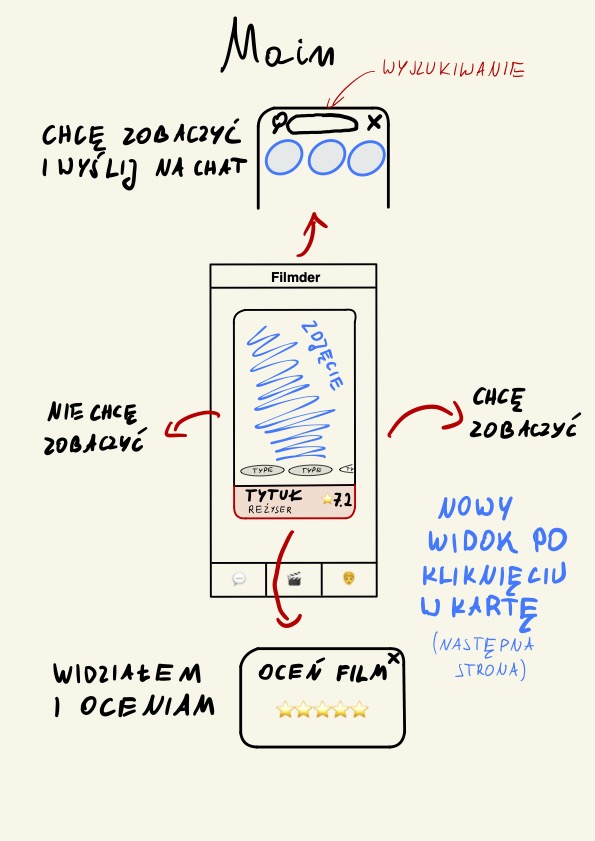 Main
WYSZUKIWANIE
CHCĘ ZOBACZYĆ
I WYŚLIJ NA CHAT
Filmder
ZDJĘCIE
NIE CHCĘ
ZOBACZYĆ
CHCĘ
ZOBACZYĆ
TYPE TYPE TY
TYTUŁ 7.2
REŻYSER
NOWY
WIDOK PO
KLIKNIĘCIU
W KARTĘ
(NASTĘPNA
STRONA)
WIDZIAŁEM
I OCENIAM
OCEŃ FILM X